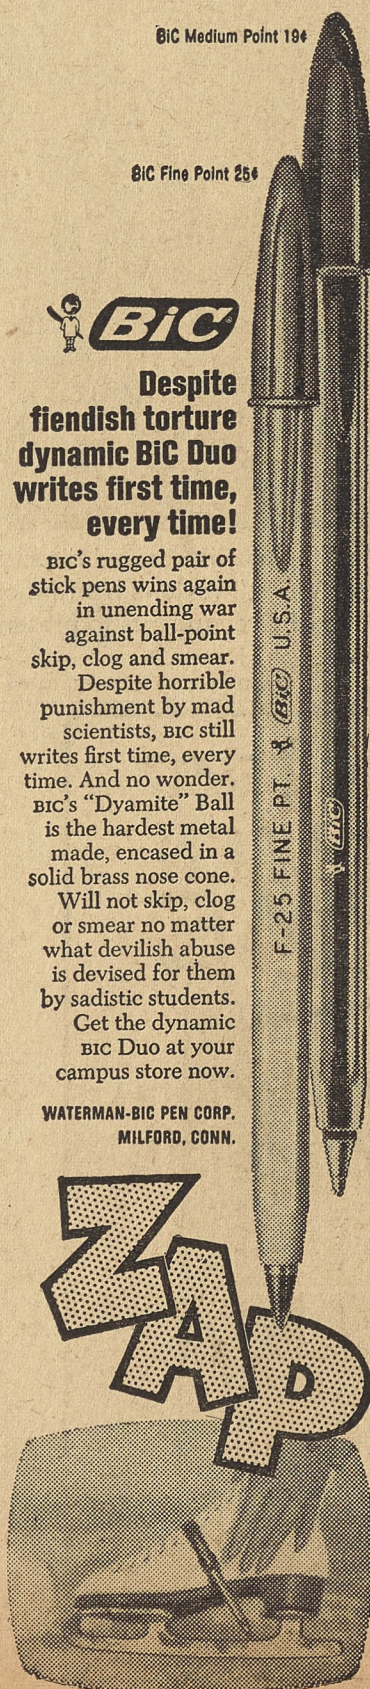 BiC Medium Point 19¢
BiC Fine Point 25¢
BiC®
Despite
fiendish torture
dynamic BiC Duo
writes first time,
every time!
BIC's rugged pair of
stick pens wins again
in unending war
against ball-point
skip, clog and smear.
Despite horrible
punishment by mad
scientists, BIC still
writes first time, every
time. And no wonder.
BIC's "Dyamite" Ball
is the hardest metal
made, encased in a
solid brass nose cone.
Will not skip, clog
or smear no matter
what devilish abuse
is devised for them
by sadistic students.
Get the dynamic
BIC Duo at your
campus store now.
WATERMAN-BIC PEN CORP.
MILFORD, CONN.
F-25 FINE PT. BiC U.S.A.
BiC
ZAP